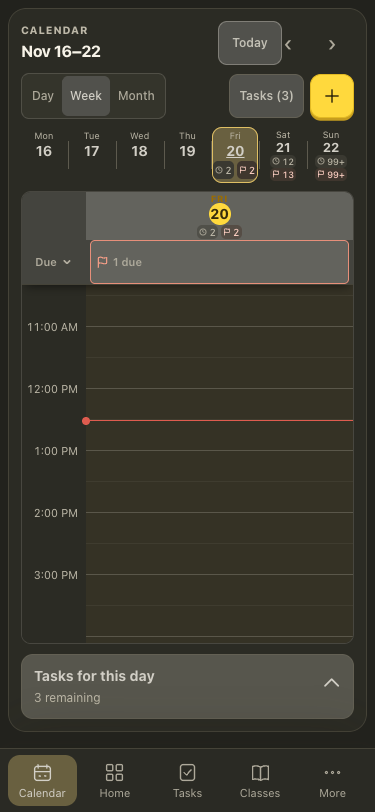 CALENDAR
Nov 16–22
Today
Day Week Month
Tasks (3)
Mon Tue Wed Thu Fri Sat Sun
16 17 18 19 20 21 22
2 2 12 99+
13 99+
20
2 2
Due
1 due
11:00 AM
12:00 PM
1:00 PM
2:00 PM
3:00 PM
Tasks for this day
3 remaining
Calendar Home Tasks Classes More